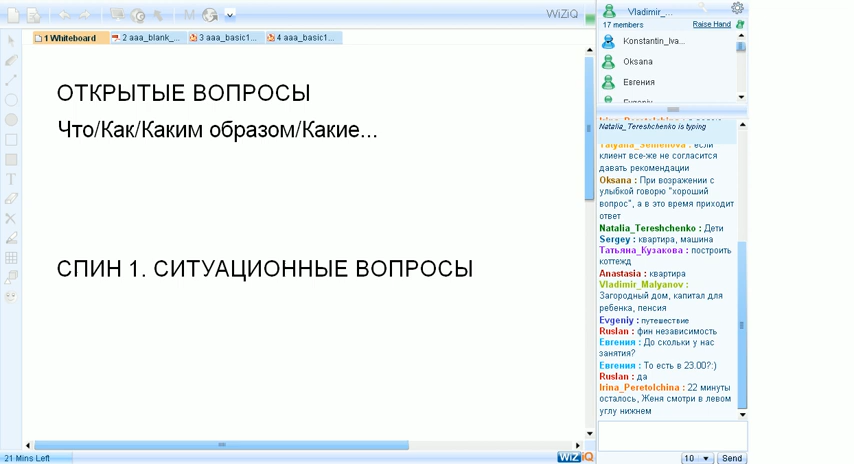 M
WiZiQ
1 Whiteboard
2 aaa_blank_...
3 aaa_basic1...
4 aaa_basic1...
ОТКРЫТЫЕ ВОПРОСЫ
Что/Как/Каким образом/Какие...
СПИН 1. СИТУАЦИОННЫЕ ВОПРОСЫ
21 Mins Left
WiZiQ
Vladimir_...
17 members
Raise Hand
Konstantin_Iva...
Oksana
Евгения
Evgeniy
Natalia_Tereshchenko is typing
Tatyana_Semenova : если
клиент все-же не согласится
давать рекомендации
Oksana : При возражении с
улыбкой говорю "хороший
вопрос", а в это время приходит
ответ
Natalia_Tereshchenko : Дети
Sergey : квартира, машина
Татьяна_Кузакова : построить
коттежд
Anastasia : квартира
Vladimir_Malyanov :
Загородный дом, капитал для
ребенка, пенсия
Evgeniy : путешествие
Ruslan : фин независимость
Евгения : До скольки у нас
занятия?
Евгения : То есть в 23.00?:)
Ruslan : да
Irina_Peretolchina : 22 минуты
осталось, Женя смотри в левом
углу нижнем
10
Send